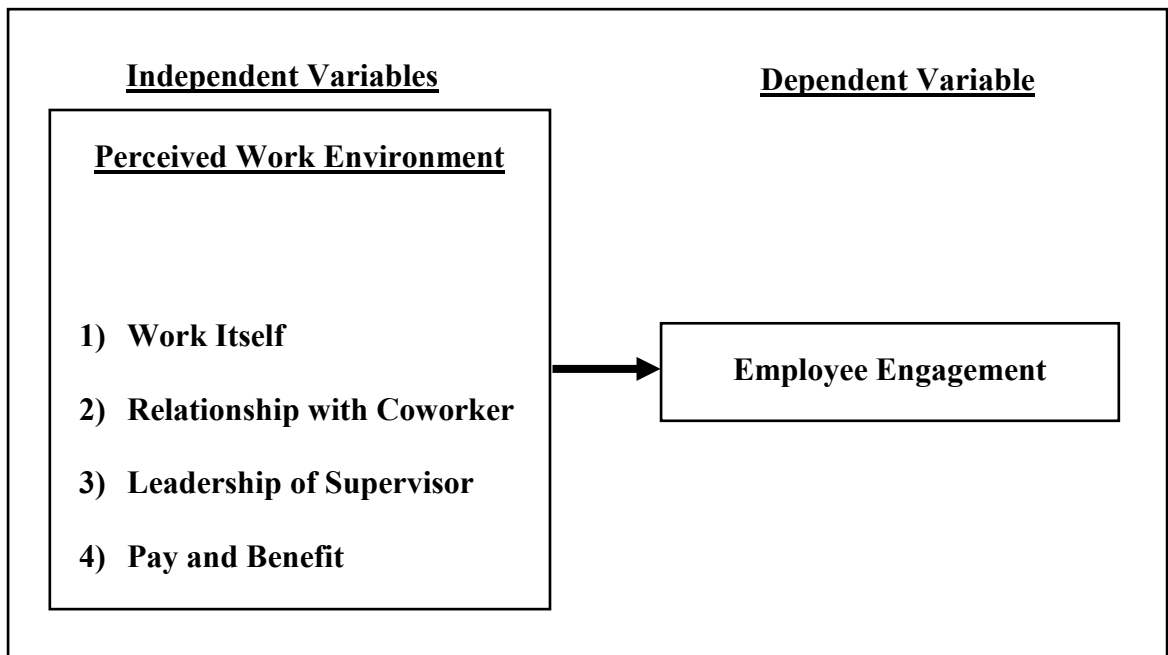 Independent Variables
Dependent Variable
Perceived Work Environment
1) Work Itself
2) Relationship with Coworker
3) Leadership of Supervisor
4) Pay and Benefit
Employee Engagement